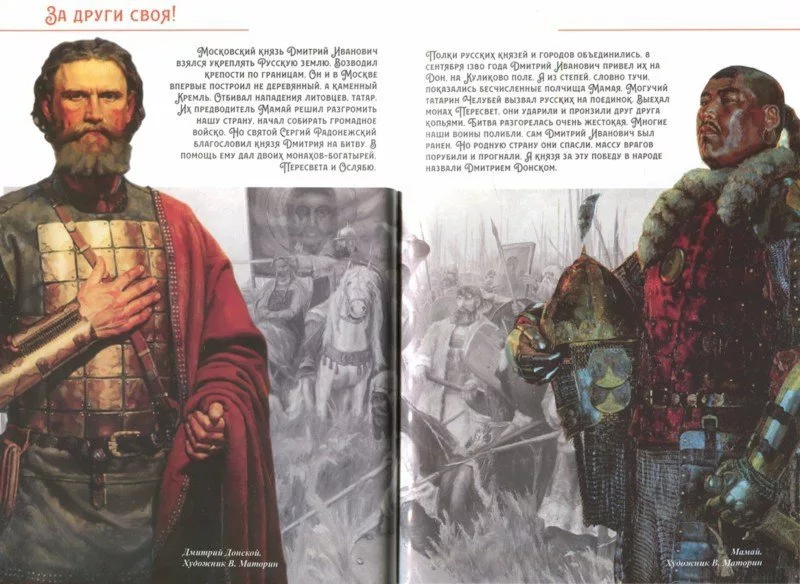 За други своя!
Московский князь Дмитрий Иванович
взялся укреплять Русскую землю. Возводил
крепости по границам. Он и в Москве
впервые построил не деревянный, а каменный
Кремль. Отбивал нападения литовцев, татар.
Их предводитель Мамай решил разгромить
нашу страну, начал собирать громадное
войско. Но святой Сергий Радонежский
благословил князя Дмитрия на битву. В
помощь ему дал двоих монахов-богатырей,
Пересвета и Ослябю.
Полки русских князей и городов объединились. 8
сентября 1380 года Дмитрий Иванович привел их на
Дон, на Куликово поле. А из степей, словно тучи,
показались бесчисленные полчища Мамая. Могучий
татарин Челубей вызвал русских на поединок. Выехал
монах Пересвет, они ударили и пронзили друг друга
копьями. Битва разгорелась очень жестокая. Многие
наши воины погибли, сам Дмитрий Иванович был
ранен. Но родную страну они спасли, массу врагов
порубили и прогнали. А князя за эту победу в народе
назвали Дмитрием Донском.
Дмитрий Донской.
Художник В. Маторин
Мамай.
Художник В. Маторин